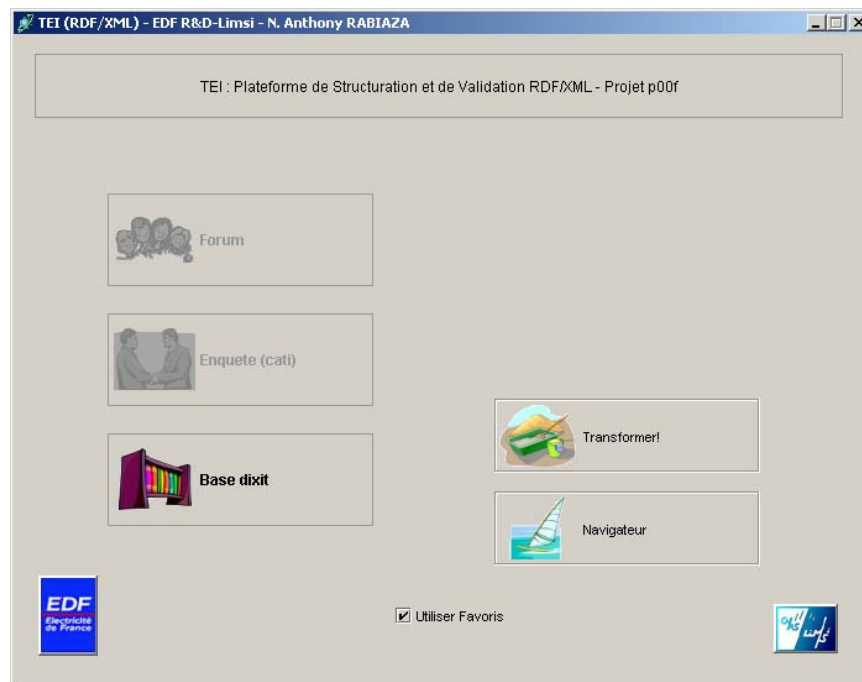 TEI (RDF/XML) - EDF R&D-Limsi - N. Anthony RABIAZA
TEI : Plateforme de Structuration et de Validation RDF/XML - Projet p00f
Forum
Enquete (cati)
Base dixit
Transformer!
Navigateur
Utiliser Favoris
EDF
Electricité
de France